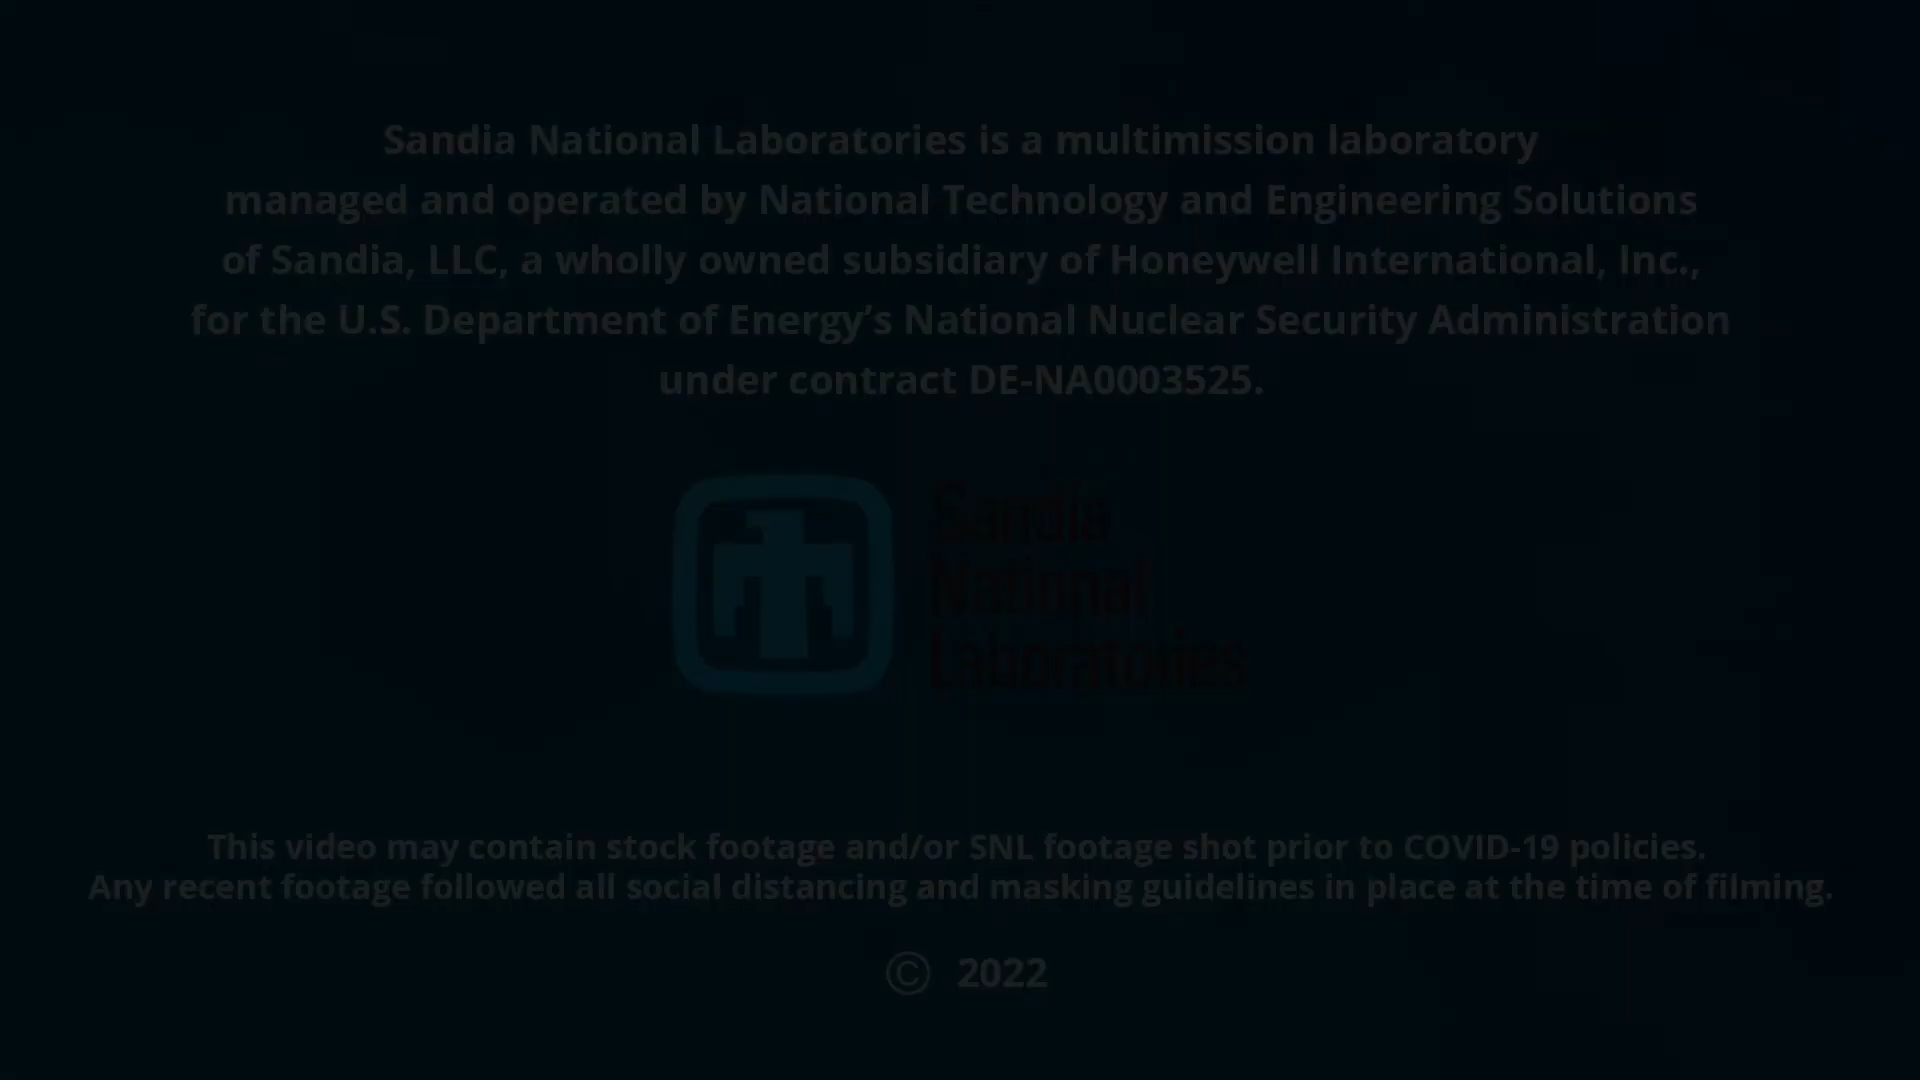 Sandia National Laboratories is a multimission laboratory
managed and operated by National Technology and Engineering Solutions
of Sandia, LLC, a wholly owned subsidiary of Honeywell International, Inc.,
for the U.S. Department of Energy’s National Nuclear Security Administration
under contract DE-NA0003525.
Sandia
National
Laboratories
This video may contain stock footage and/or SNL footage shot prior to COVID-19 policies.
Any recent footage followed all social distancing and masking guidelines in place at the time of filming.
© 2022